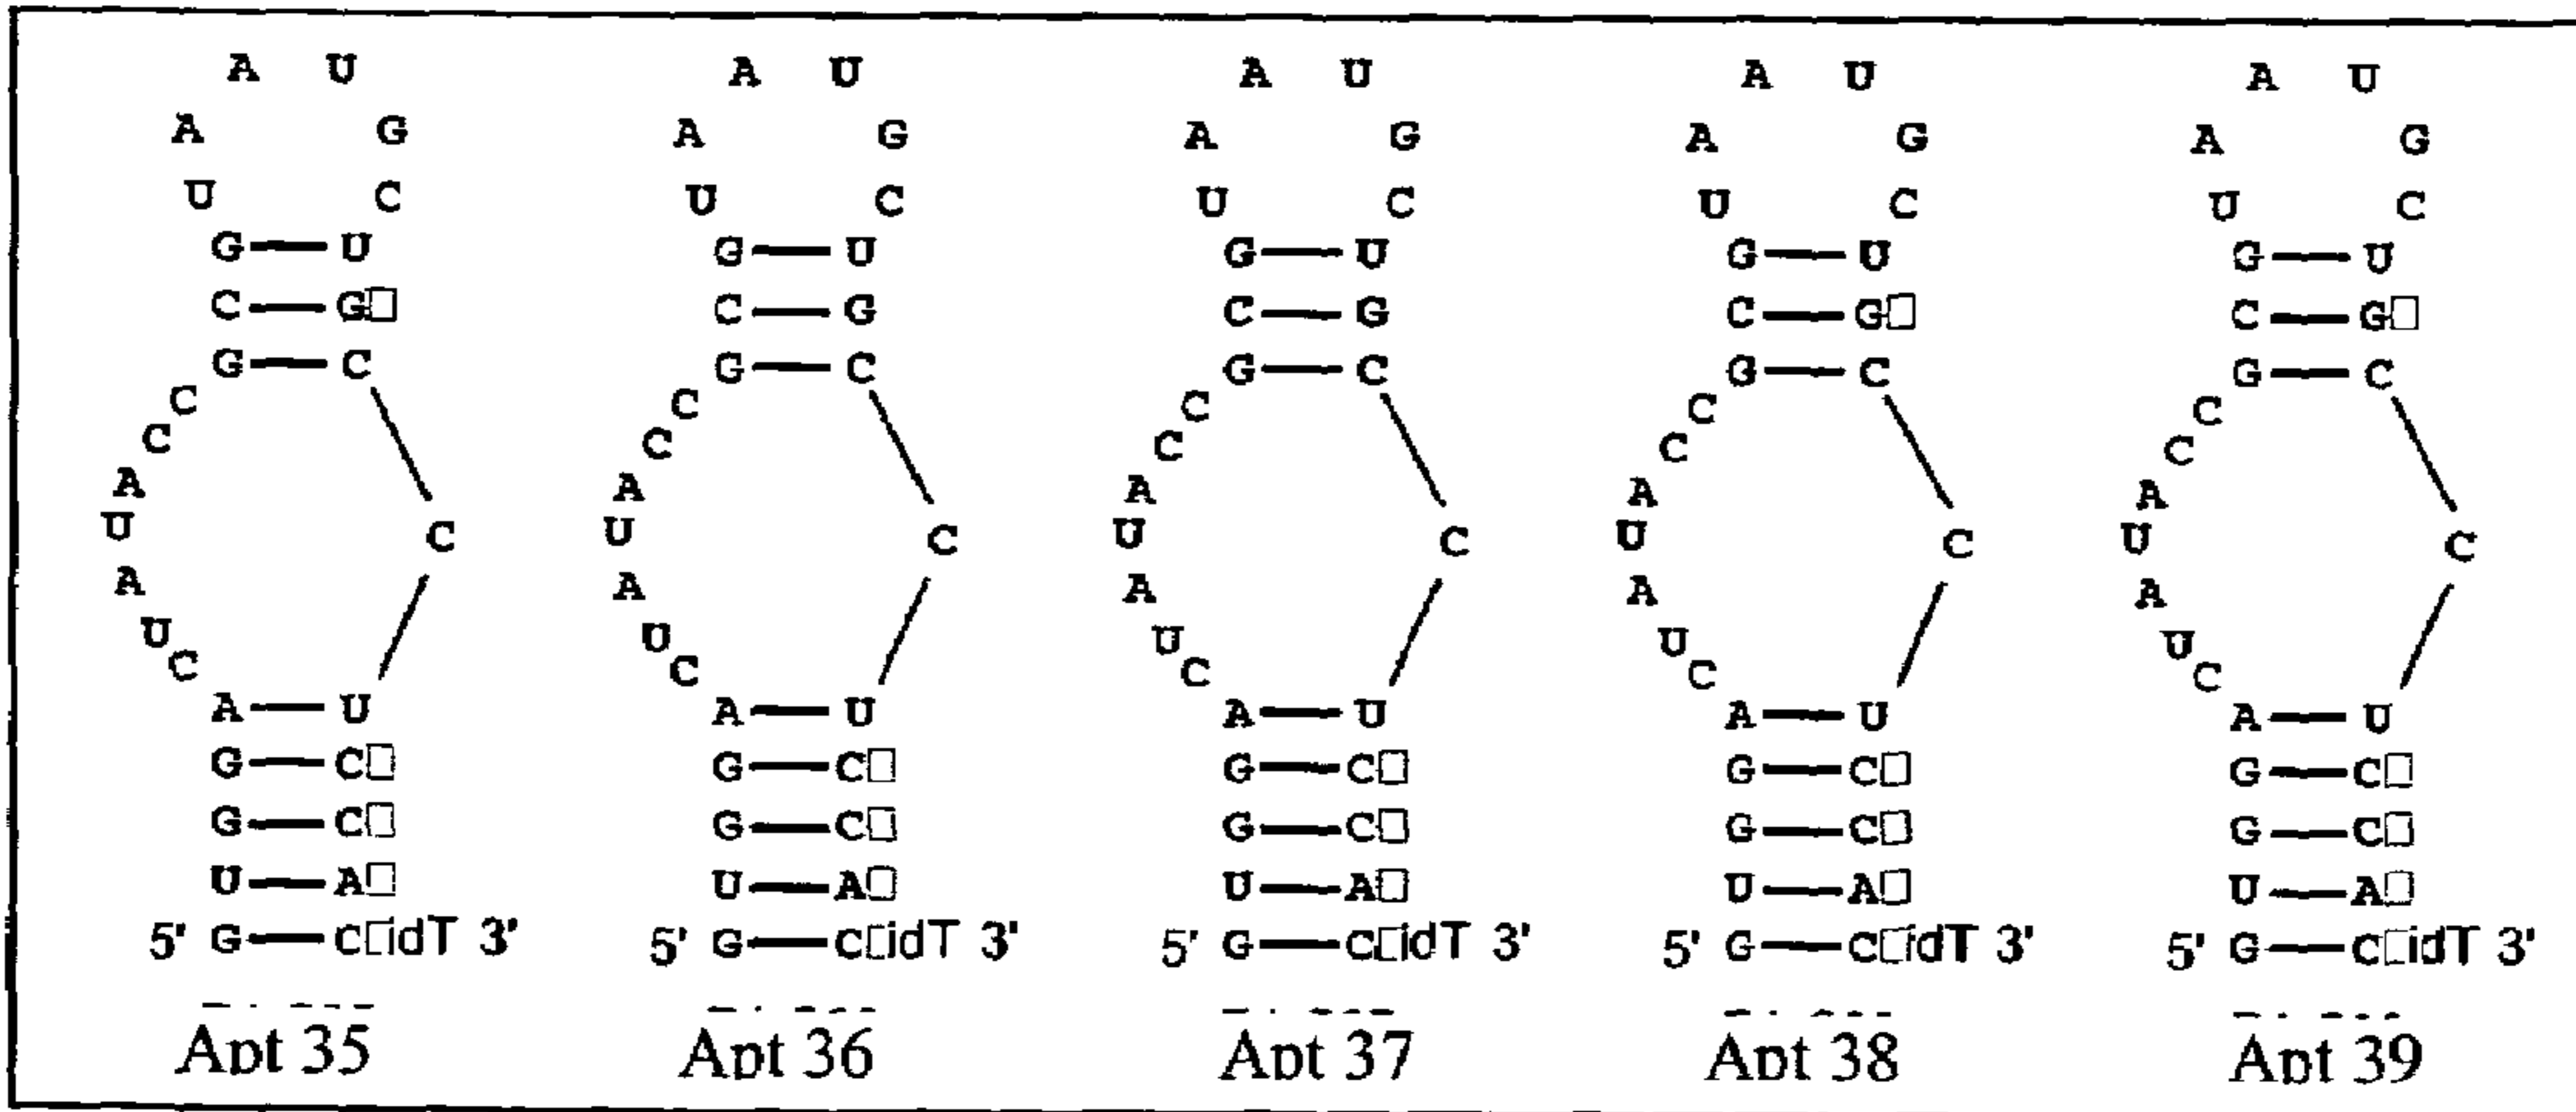 A U A U A U A U A U
A G A G A G A G A G
U C U C U C U C U C
G—U G—U G—U G—U G—U
C—G□ C—G C—G C—G□ C—G□
G—C G—C G—C G—C G—C
C C C C C
C C C C C
A A A A A
U C U C U C U C U C
A A A A A
U U U U U
C C C C C
A—U A—U A—U A—U A—U
G—C□ G—C□ G—C□ G—C□ G—C□
G—C□ G—C□ G—C□ G—C□ G—C□
U—A□ U—A□ U—A□ U—A□ U—A□
5' G—C□idT 3' 5' G—C□idT 3' 5' G—C□idT 3' 5' G—C□idT 3' 5' G—C□idT 3'
Apt 35 Apt 36 Apt 37 Apt 38 Apt 39